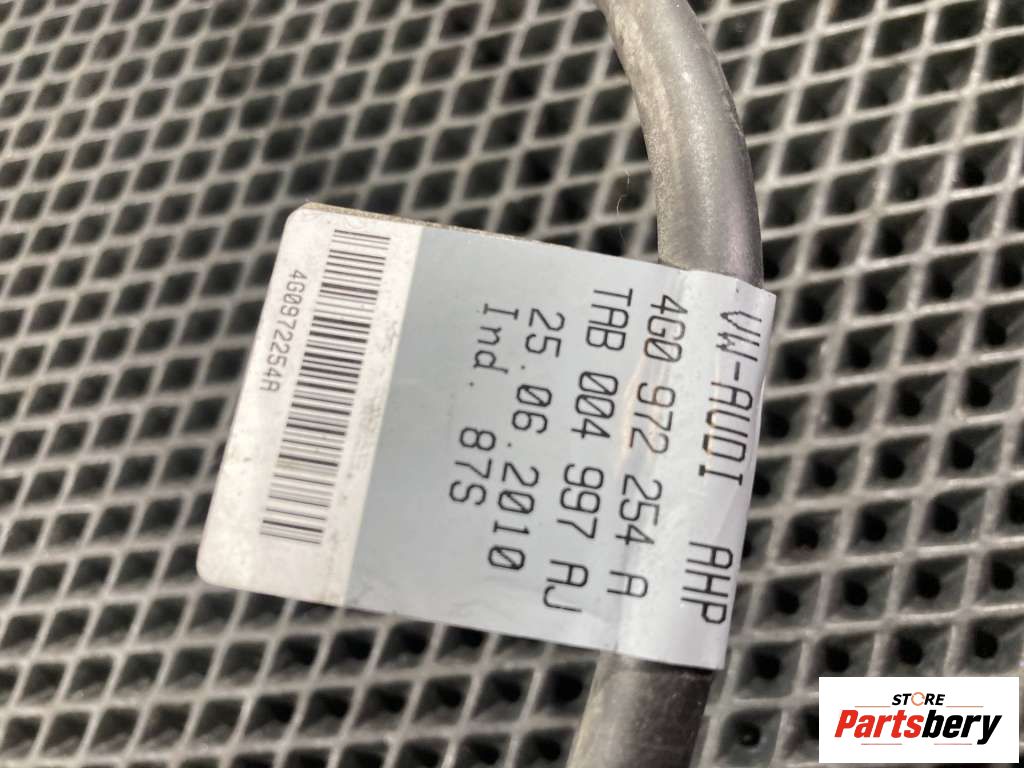 VW-AUDI AHP
4G0 972 254 A
TAB 004 997 AJ
25.06.2010
Ind. 87S
4G0972254A
STORE
Partsbery